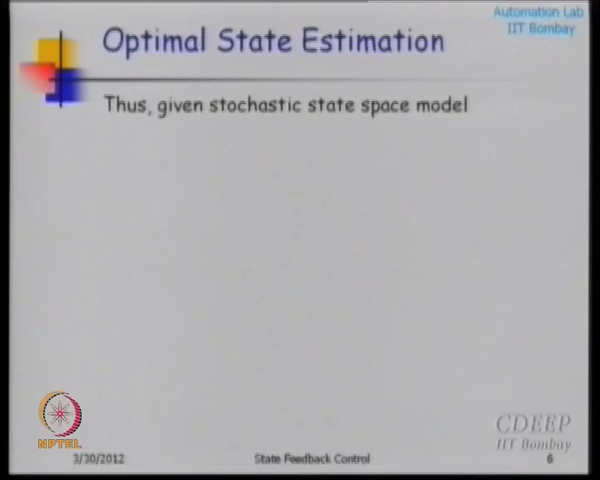 Automation Lab
IIT Bombay
Optimal State Estimation
Thus, given stochastic state space model
NPTEL
CDEEP
IIT Bombay
3/30/2012
State Feedback Control
6